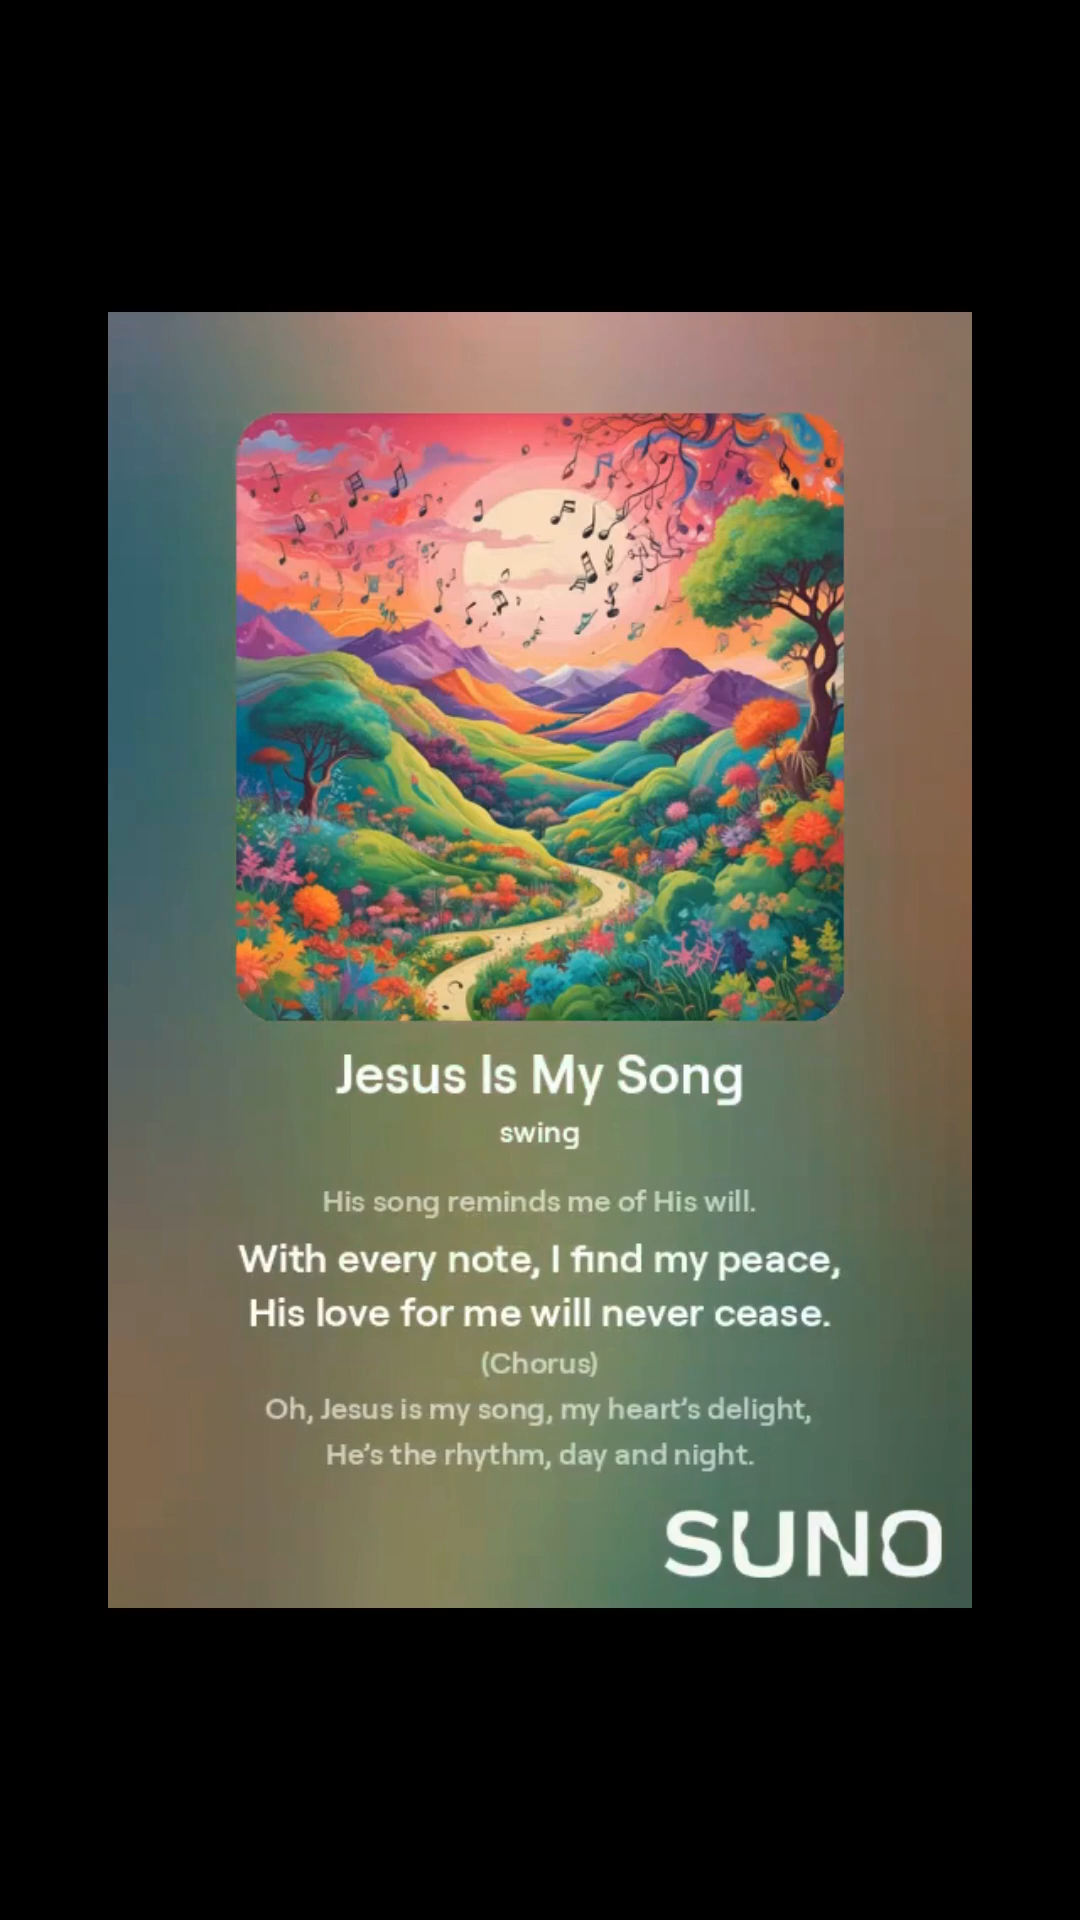 Jesus Is My Song
swing
His song reminds me of His will.
With every note, I find my peace,
His love for me will never cease.
(Chorus)
Oh, Jesus is my song, my heart’s delight,
He’s the rhythm, day and night.
SUNO